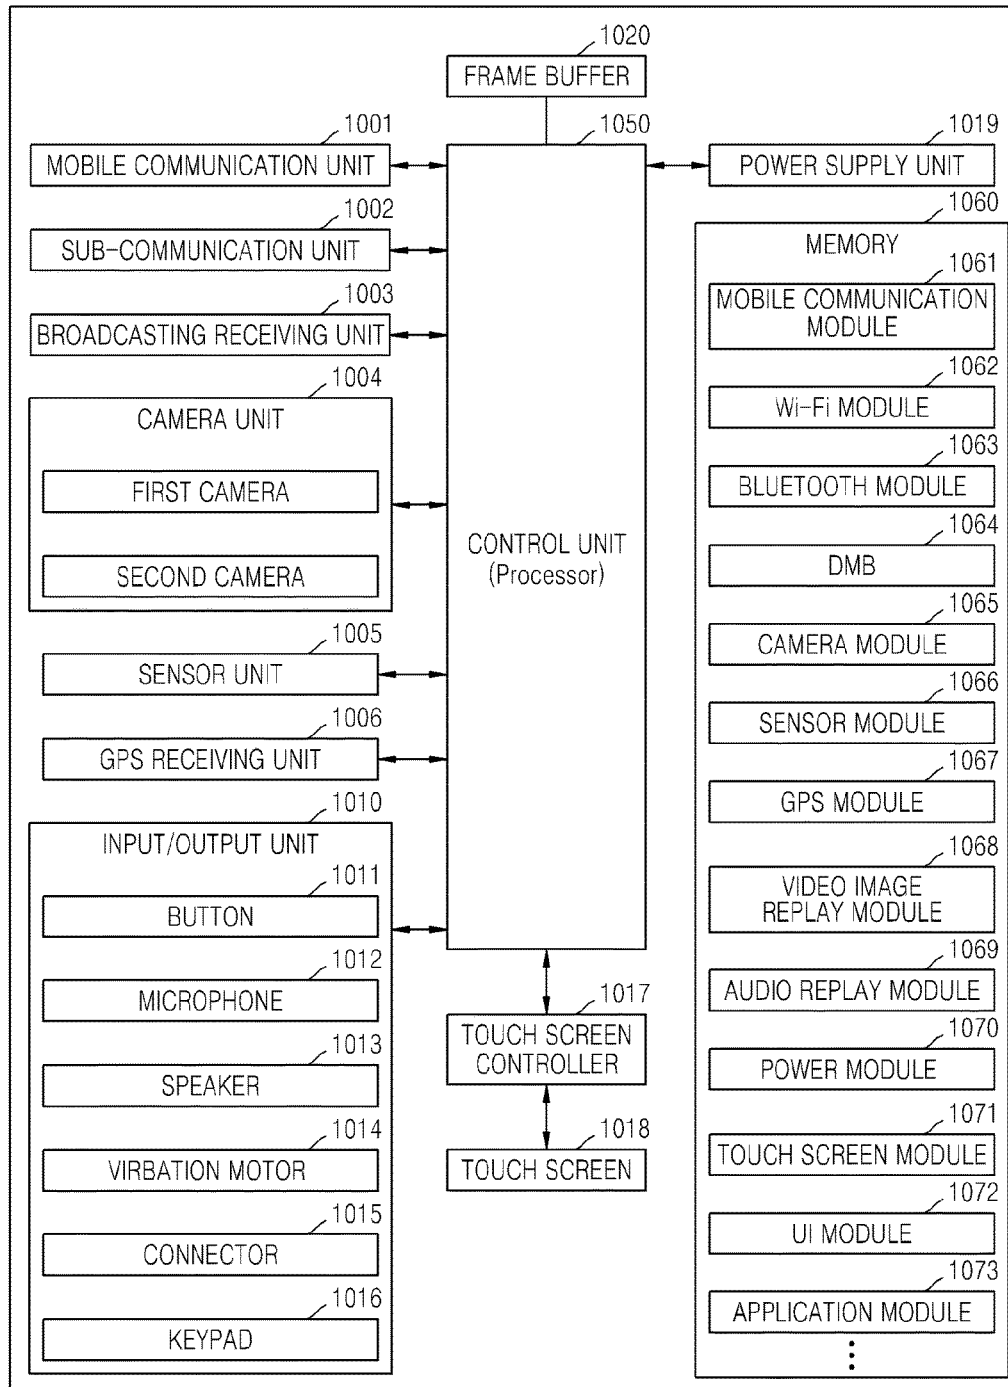 1020
FRAME BUFFER
1001
MOBILE COMMUNICATION UNIT
1002
SUB-COMMUNICATION UNIT
1003
BROADCASTING RECEIVING UNIT
1004
CAMERA UNIT
FIRST CAMERA
SECOND CAMERA
1005
SENSOR UNIT
1006
GPS RECEIVING UNIT
1010
INPUT/OUTPUT UNIT
1011
BUTTON
1012
MICROPHONE
1013
SPEAKER
1014
VIRBATION MOTOR
1015
CONNECTOR
1016
KEYPAD
1050
CONTROL UNIT
(Processor)
1017
TOUCH SCREEN
CONTROLLER
1018
TOUCH SCREEN
1019
POWER SUPPLY UNIT
1060
MEMORY
1061
MOBILE COMMUNICATION
MODULE
1062
Wi-Fi MODULE
1063
BLUETOOTH MODULE
1064
DMB
1065
CAMERA MODULE
1066
SENSOR MODULE
1067
GPS MODULE
1068
VIDEO IMAGE
REPLAY MODULE
1069
AUDIO REPLAY MODULE
1070
POWER MODULE
1071
TOUCH SCREEN MODULE
1072
UI MODULE
1073
APPLICATION MODULE